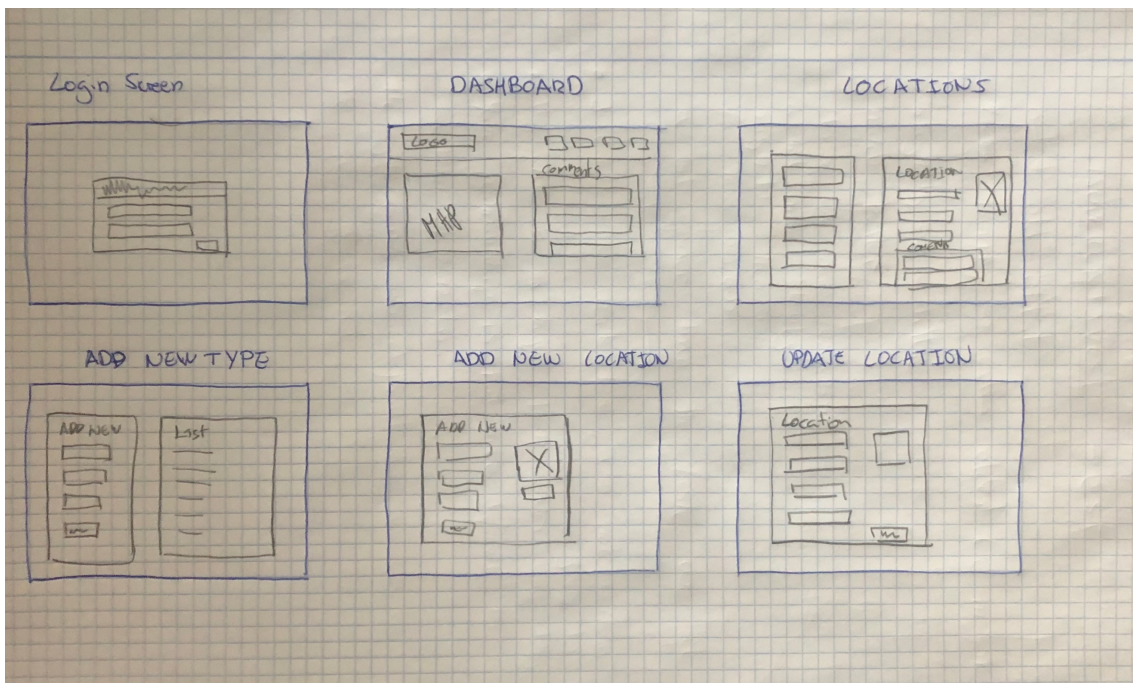 Login Screen
DASHBOARD
LOCATIONS
LOGO
Comments
MAP
LOCATION
ADD NEW TYPE
ADD NEW LOCATION
UPDATE LOCATION
ADD NEW
List
ADD NEW
Location